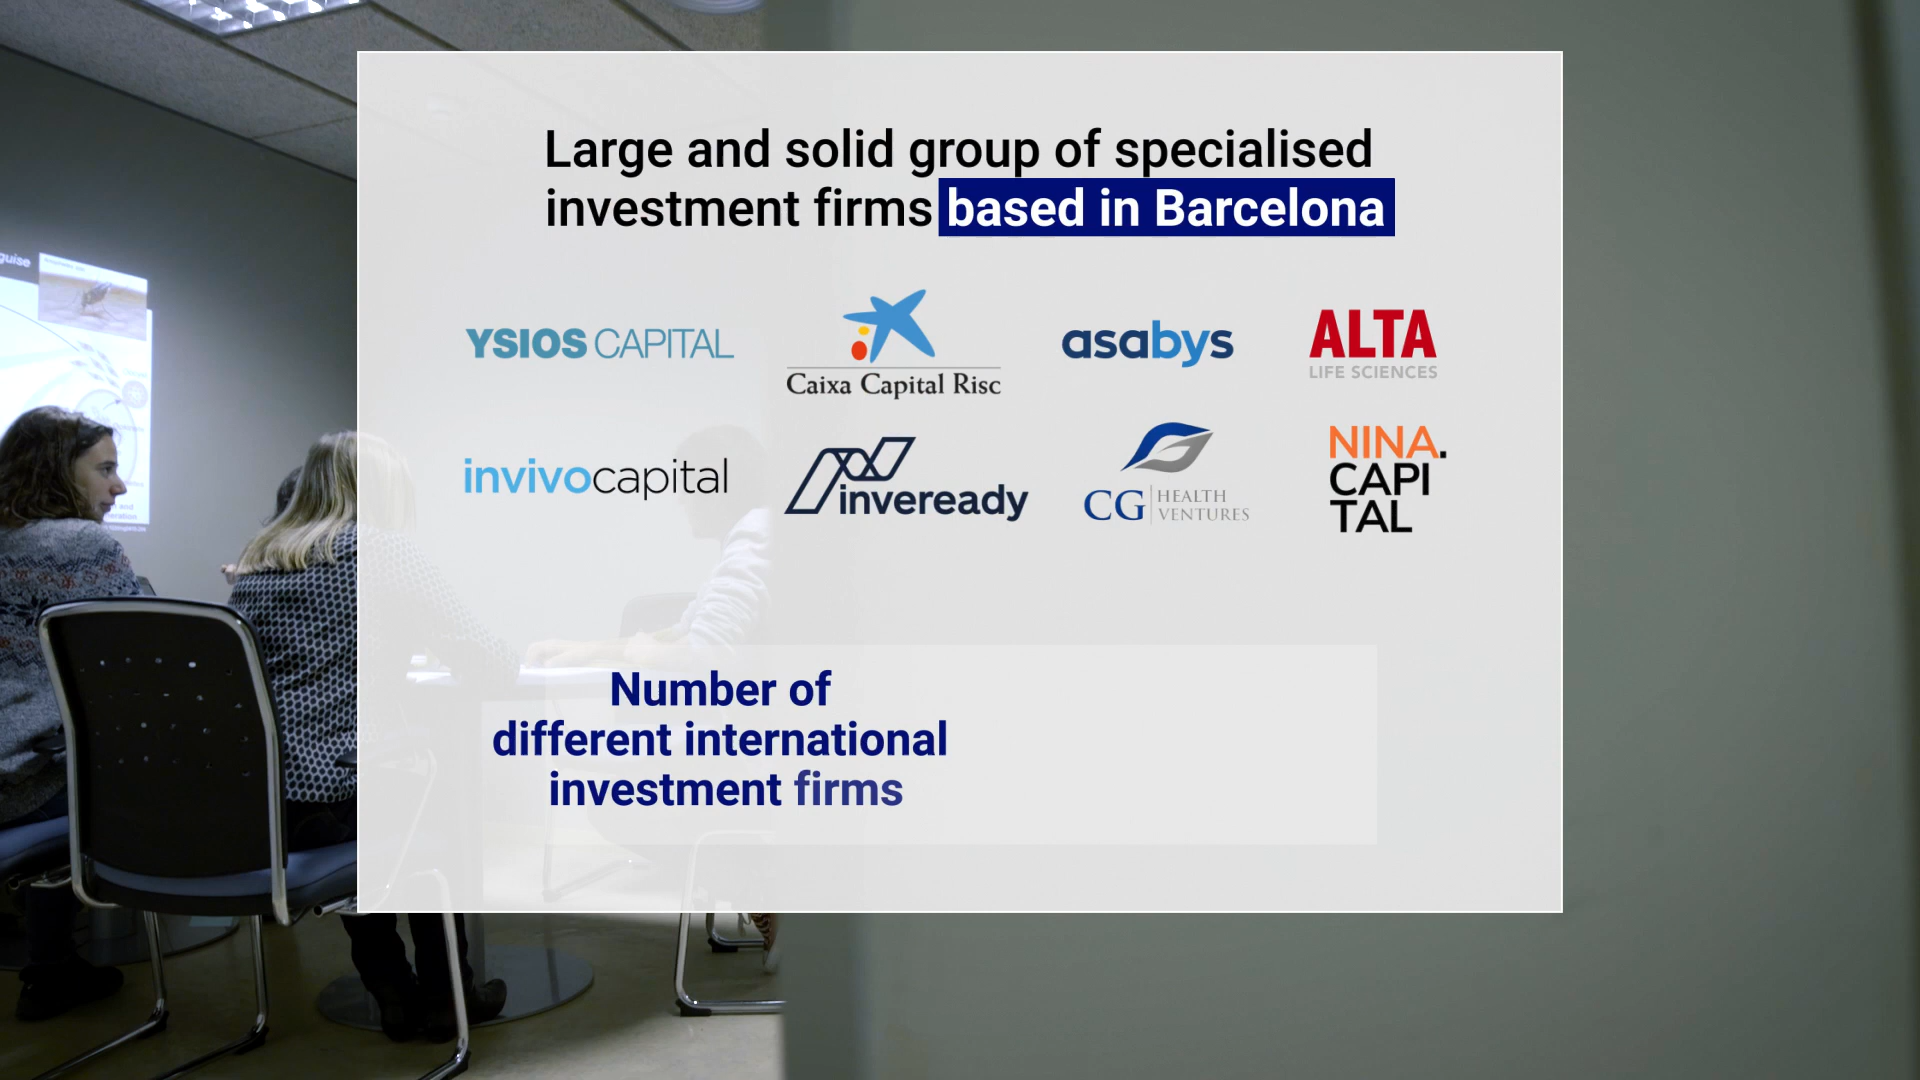 Large and solid group of specialised
investment firms based in Barcelona
YSIOS CAPITAL
Caixa Capital Risc
asabys
ALTA
LIFE SCIENCES
invivocapital
inveready
CG HEALTH
VENTURES
NINA.
CAPI
TAL
Number of
different international
investment firms
guise